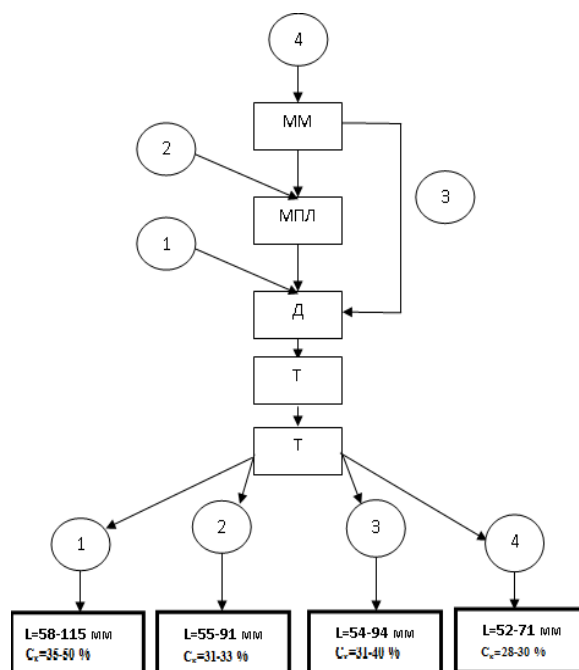 4
ММ
2
3
МПЛ
1
Д
Т
Т
1
2
3
4
L=58-115 мм
Cк=35-50 %
L=55-91 мм
Cк=31-33 %
L=54-94 мм
Cк=31-40 %
L=52-71 мм
Cк=28-30 %